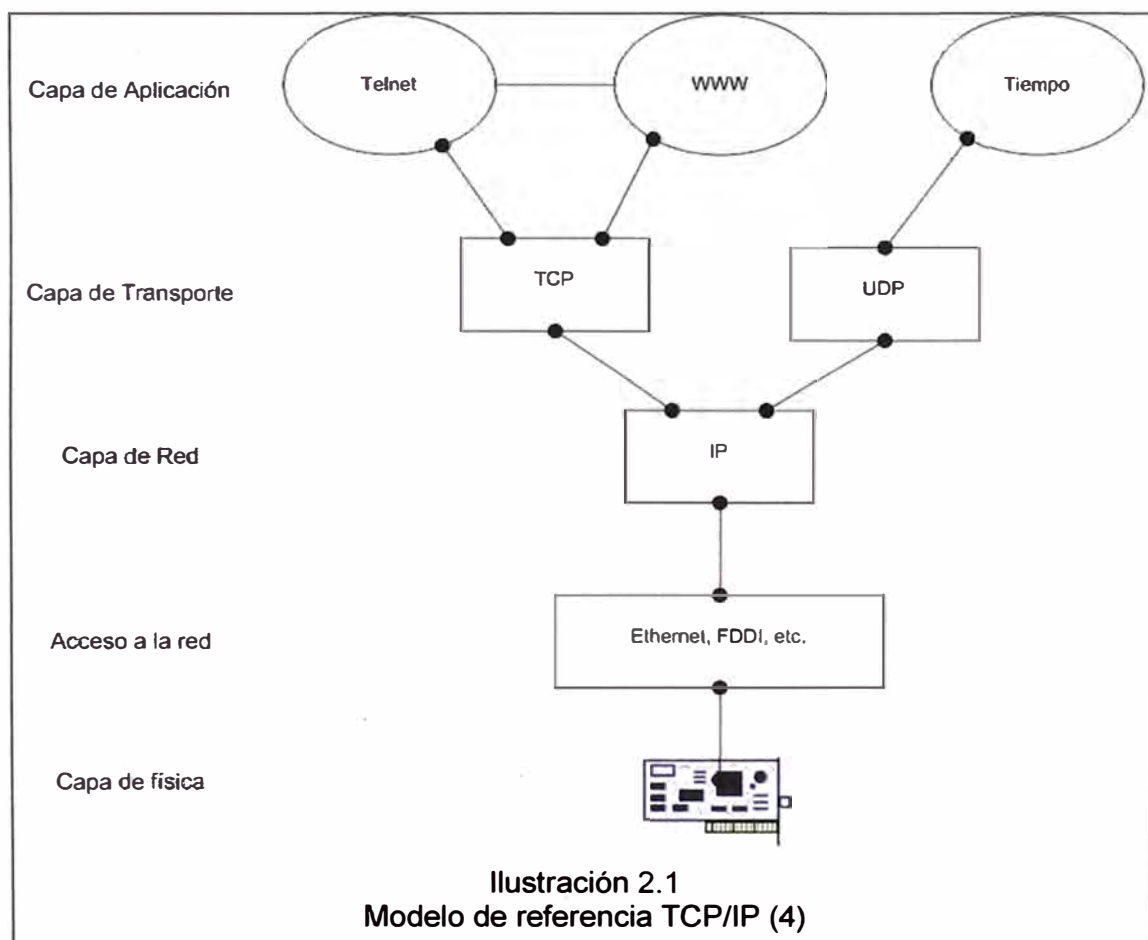 Capa de Aplicación
Telnet
WWW
Tiempo
Capa de Transporte
TCP
UDP
Capa de Red
IP
Acceso a la red
Ethernet, FDDI, etc.
Capa de física
Ilustración 2.1
Modelo de referencia TCP/IP (4)